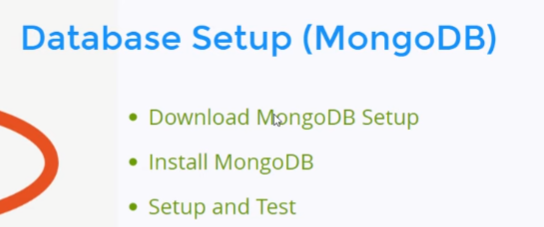 Database Setup (MongoDB)
• Download MongoDB Setup
• Install MongoDB
• Setup and Test